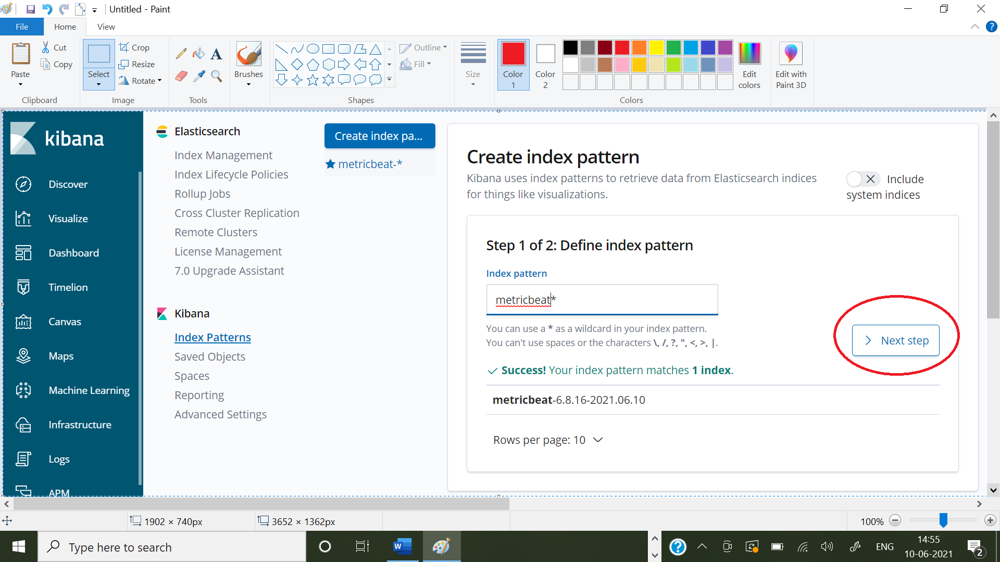 Untitled - Paint
File
Home
View
Paste
Cut
Copy
Clipboard
Select
Crop
Resize
Rotate
Image
A
Tools
Brushes
Outline
Fill
Shapes
Size
Color
1
Color
2
Edit
colors
Colors
Edit with
Paint 3D
kibana
Discover
Visualize
Dashboard
Timelion
Canvas
Maps
Machine Learning
Infrastructure
Logs
APM
Elasticsearch
Index Management
Index Lifecycle Policies
Rollup Jobs
Cross Cluster Replication
Remote Clusters
License Management
7.0 Upgrade Assistant
Kibana
Index Patterns
Saved Objects
Spaces
Reporting
Advanced Settings
Create index pa...
metricbeat-*
Create index pattern
Kibana uses index patterns to retrieve data from Elasticsearch indices
for things like visualizations.
Include
system indices
Step 1 of 2: Define index pattern
Index pattern
metricbeat*
You can use a * as a wildcard in your index pattern.
You can't use spaces or the characters \, /, ?, ", <, >, |.
Next step
Success! Your index pattern matches 1 index.
metricbeat-6.8.16-2021.06.10
Rows per page: 10
1902 × 740px
3652 × 1362px
100%
Type here to search
W
ENG
14:55
10-06-2021
2